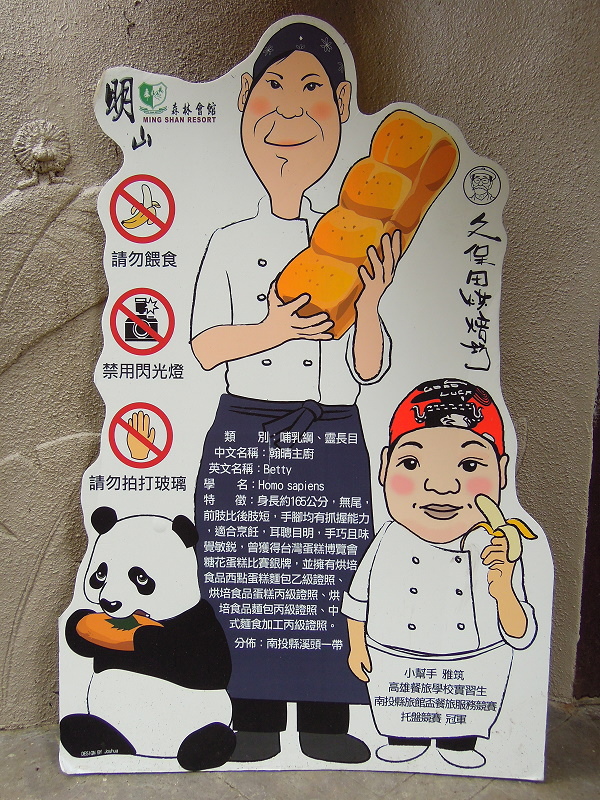 明山
森林會館
MING SHAN RESORT
請勿餵食
禁用閃光燈
請勿拍打玻璃
久保田烘焙坊
類　別：哺乳綱、靈長目
中文名稱：翰晴主廚
英文名稱：Betty
學　名：Homo sapiens
特　徵：身長約165公分，無尾，
前肢比後肢短，手腳均有抓握能力
，適合烹飪，耳聰目明，手巧且味
覺敏銳，曾獲得台灣蛋糕博覽會
糖花蛋糕比賽銀牌，並擁有烘焙
食品西點蛋糕麵包乙級證照、
烘培食品蛋糕丙級證照、烘
培食品麵包丙級證照、中
式麵食加工丙級證照。
分佈：南投縣溪頭一帶
小幫手 雅筑
高雄餐旅學校實習生
南投縣旅館盃餐旅服務競賽
托盤競賽 冠軍
DESIGN BY Joshua